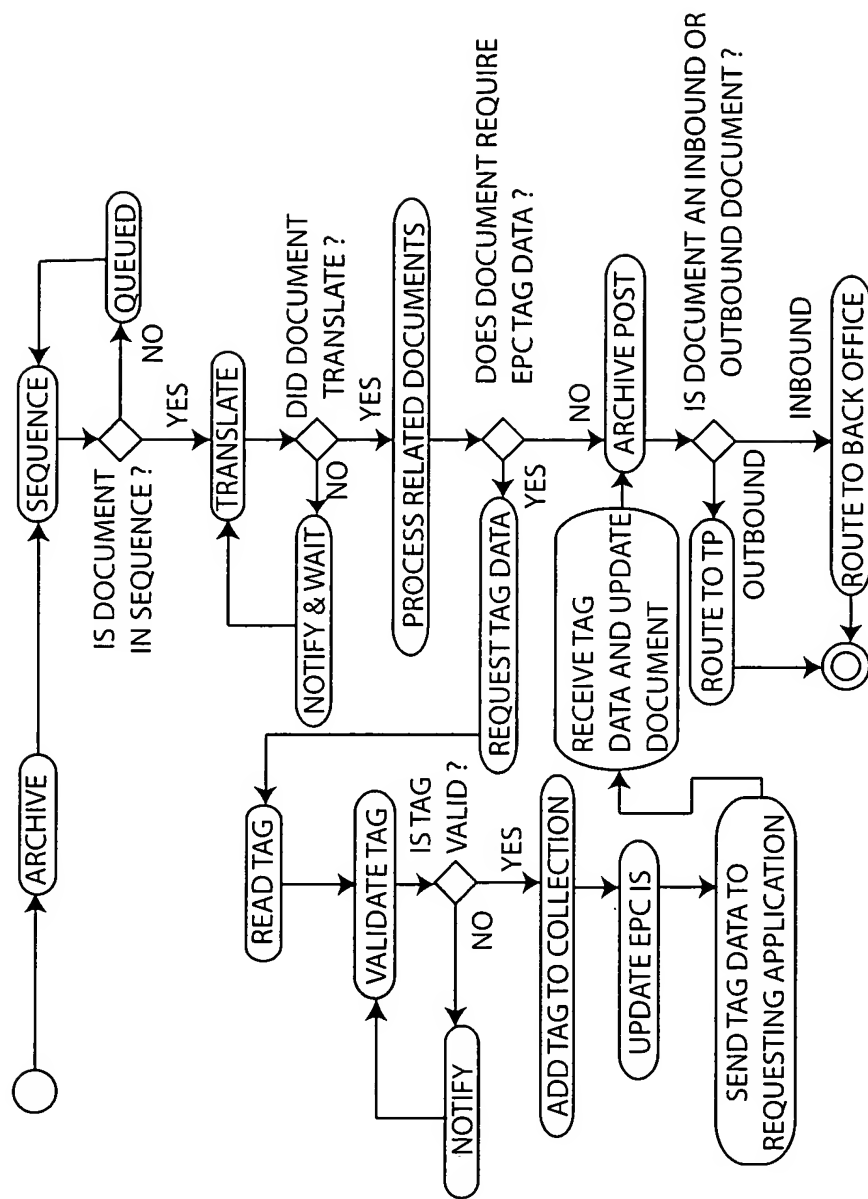 ARCHIVE
SEQUENCE
QUEUED
IS DOCUMENT
IN SEQUENCE ?
NO
YES
TRANSLATE
DID DOCUMENT
TRANSLATE ?
NO
YES
NOTIFY & WAIT
PROCESS RELATED DOCUMENTS
DOES DOCUMENT REQUIRE
EPC TAG DATA ?
YES
NO
REQUEST TAG DATA
READ TAG
VALIDATE TAG
IS TAG
VALID ?
NO
YES
NOTIFY
ADD TAG TO COLLECTION
UPDATE EPC IS
SEND TAG DATA TO
REQUESTING APPLICATION
RECEIVE TAG
DATA AND UPDATE
DOCUMENT
ARCHIVE POST
IS DOCUMENT AN INBOUND OR
OUTBOUND DOCUMENT ?
OUTBOUND
INBOUND
ROUTE TO TP
ROUTE TO BACK OFFICE